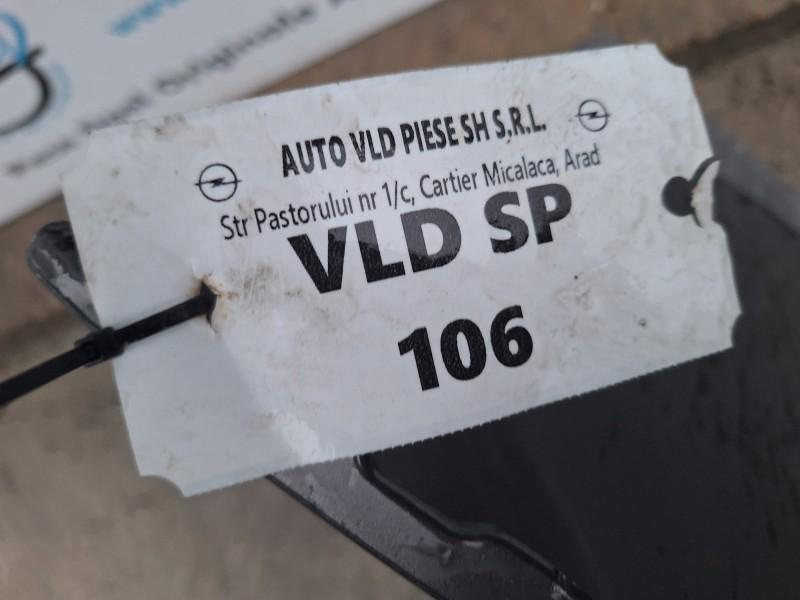 AUTO VLD PIESE SH S.R.L.
Str Pastorului nr 1/c, Cartier Micalaca, Arad
VLD SP
106